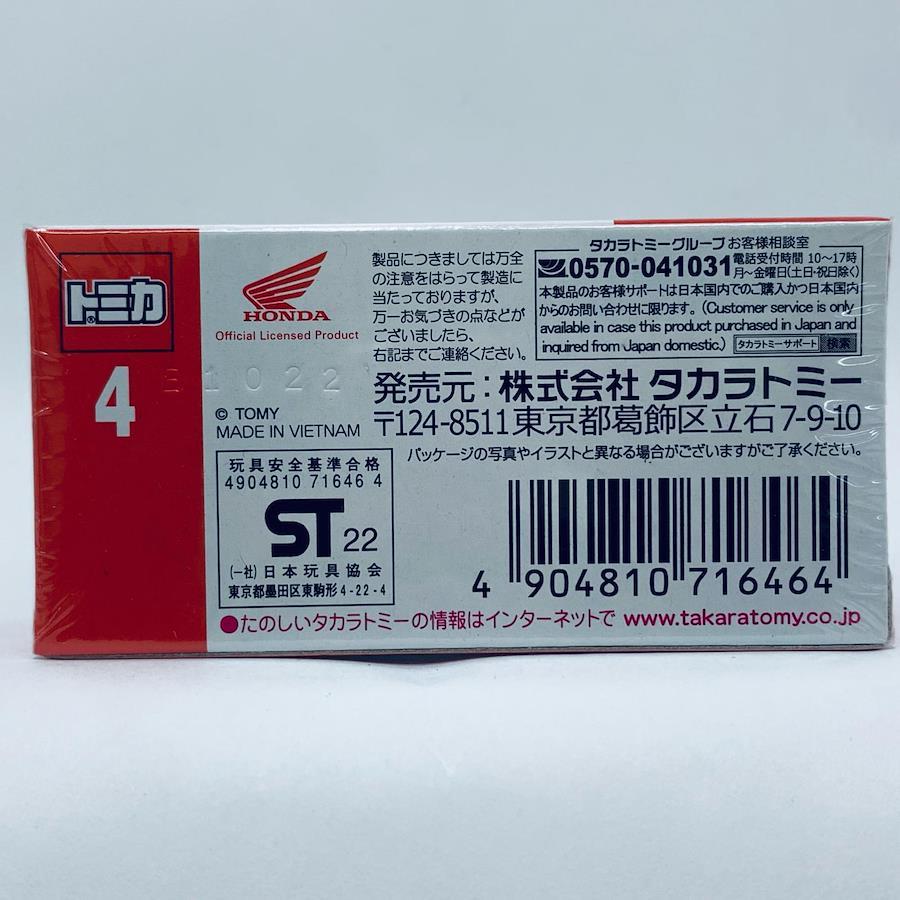 トミカ®
4
HONDA
Official Licensed Product
E1022
© TOMY
MADE IN VIETNAM
製品につきましては万全
の注意をはらって製造に
当たっておりますが、
万一お気づきの点などが
ございましたら、
右記までご連絡ください。
タカラトミーグループ お客様相談室
0570-041031 電話受付時間 10〜17時
月〜金曜日(土日・祝日除く)
本製品のお客様サポートは日本国内でのご購入かつ日本国内
からのお問い合わせに限ります。(Customer service is only
available in case this product purchased in Japan and
inquired from Japan domestic.) タカラトミーサポート 検索
発売元:株式会社 タカラトミー
〒124-8511 東京都葛飾区立石7-9-10
パッケージの写真やイラストと異なる場合がございますがご了承ください。
玩具安全基準合格
4904810 71646 4
ST 22
(一社)日本玩具協会
東京都墨田区東駒形4-22-4
4 904810 716464
●たのしいタカラトミーの情報はインターネットで www.takaratomy.co.jp